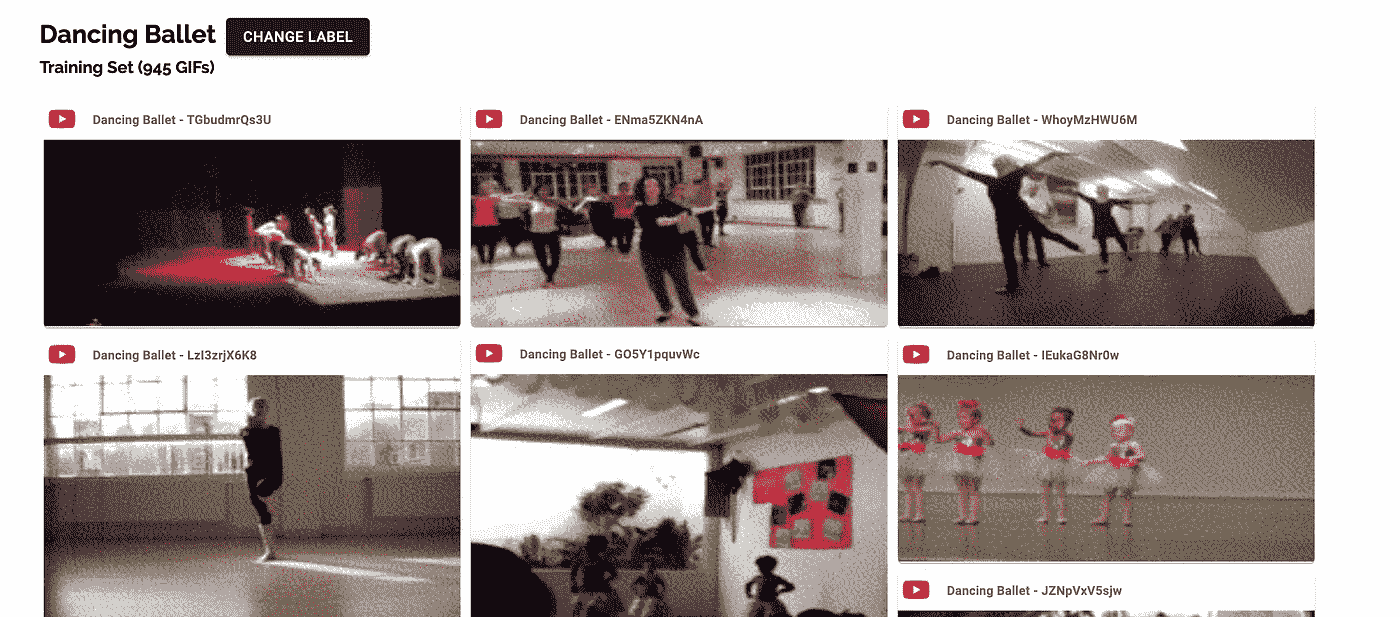 Dancing Ballet CHANGE LABEL
Training Set (945 GIFs)
Dancing Ballet - TGbudmrQs3U
Dancing Ballet - ENma5ZKN4nA
Dancing Ballet - WhoyMzHWU6M
Dancing Ballet - LzI3zrjX6K8
Dancing Ballet - GO5Y1pquvWc
Dancing Ballet - IEukaG8Nr0w
Dancing Ballet - JZNpVxV5sjw